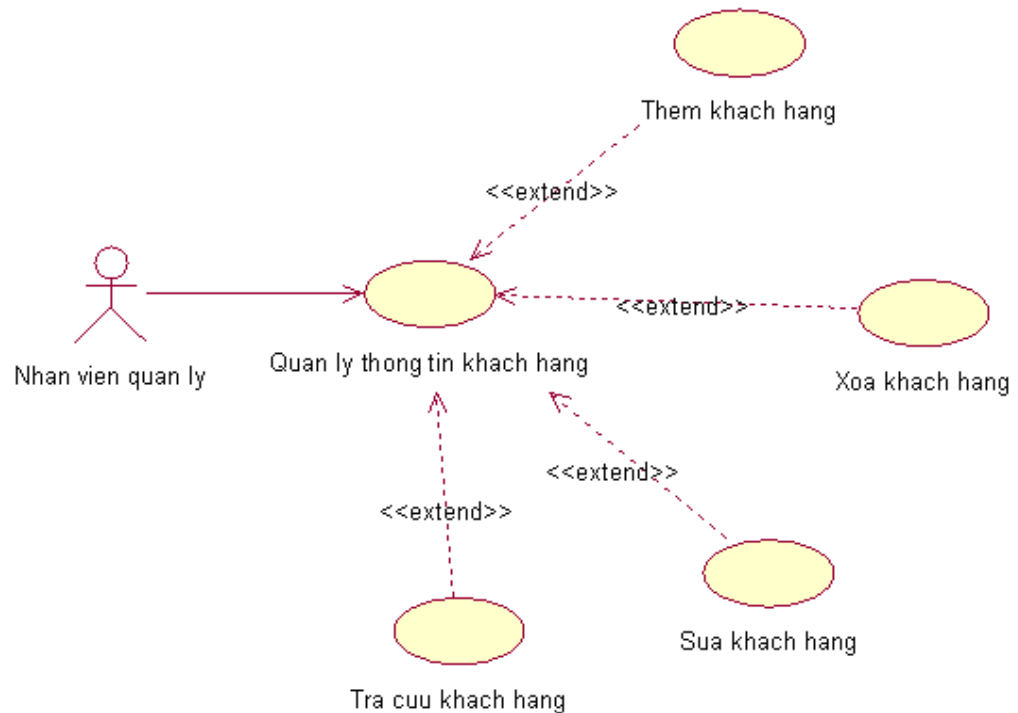 Them khach hang
<<extend>>
<<extend>>
Nhan vien quan ly
Quan ly thong tin khach hang
Xoa khach hang
<<extend>>
<<extend>>
Sua khach hang
Tra cuu khach hang